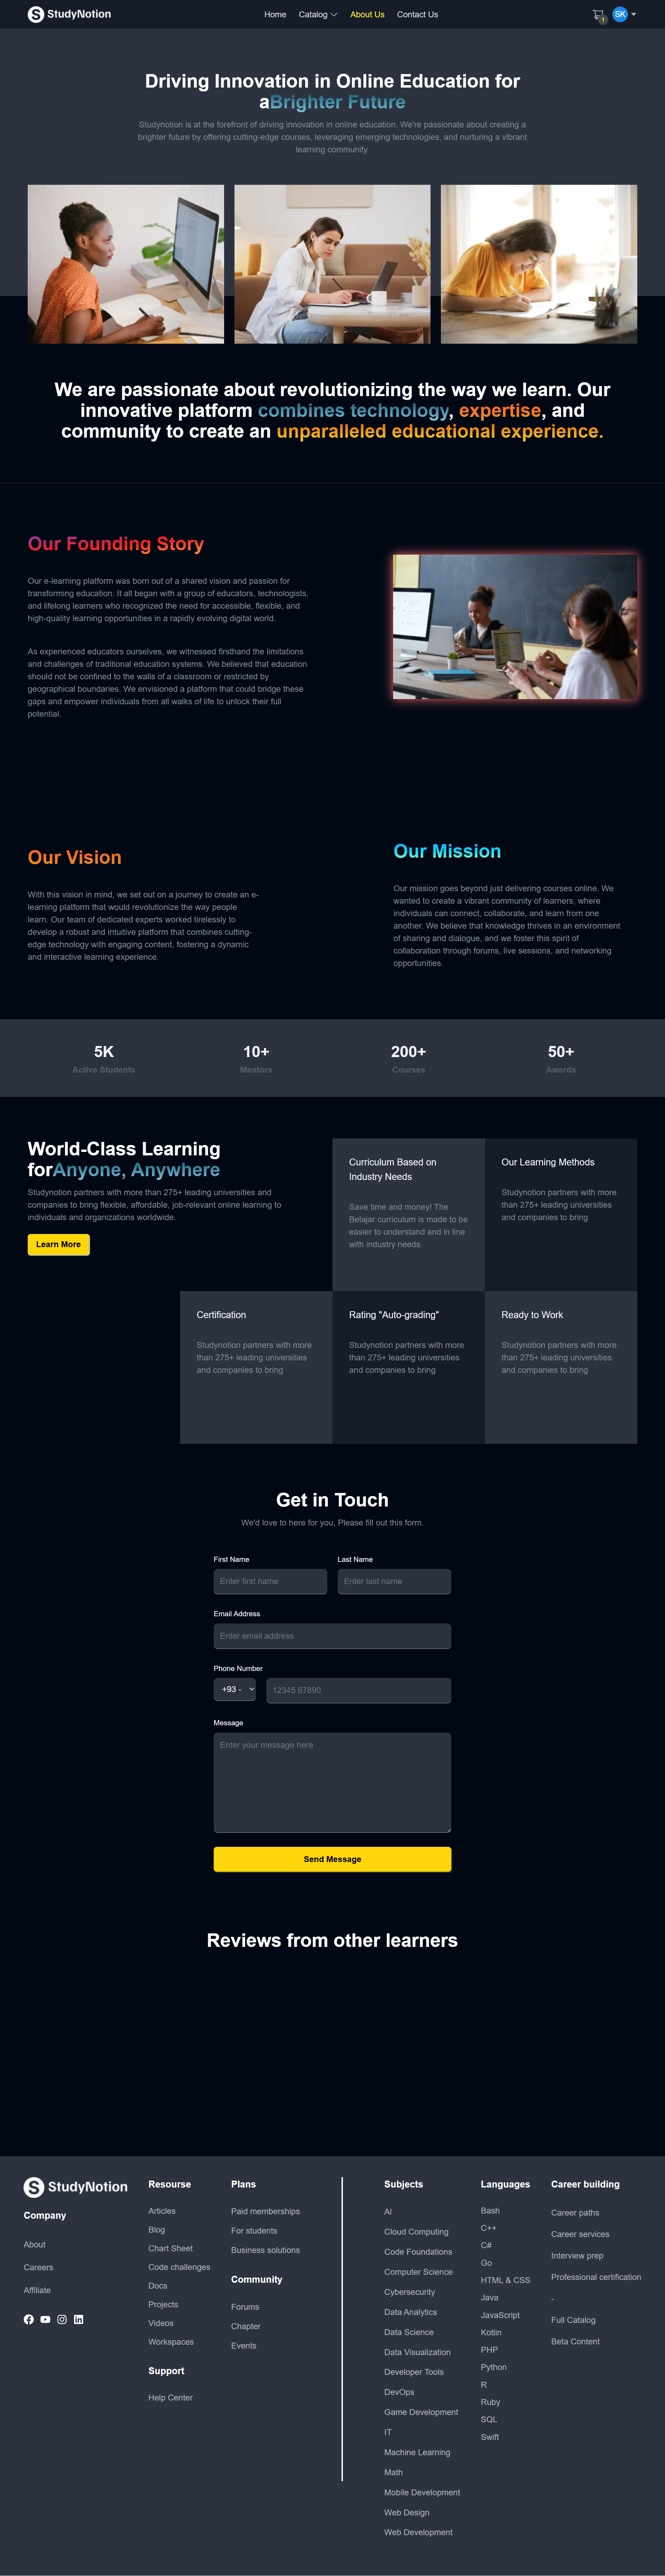 StudyNotion
Home Catalog About Us Contact Us
1
SK
Driving Innovation in Online Education for
aBrighter Future
Studynotion is at the forefront of driving innovation in online education. We're passionate about creating a
brighter future by offering cutting-edge courses, leveraging emerging technologies, and nurturing a vibrant
learning community.
We are passionate about revolutionizing the way we learn. Our
innovative platform combines technology, expertise, and
community to create an unparalleled educational experience.
Our Founding Story
Our e-learning platform was born out of a shared vision and passion for
transforming education. It all began with a group of educators, technologists,
and lifelong learners who recognized the need for accessible, flexible, and
high-quality learning opportunities in a rapidly evolving digital world.
As experienced educators ourselves, we witnessed firsthand the limitations
and challenges of traditional education systems. We believed that education
should not be confined to the walls of a classroom or restricted by
geographical boundaries. We envisioned a platform that could bridge these
gaps and empower individuals from all walks of life to unlock their full
potential.
Our Vision
With this vision in mind, we set out on a journey to create an e-
learning platform that would revolutionize the way people
learn. Our team of dedicated experts worked tirelessly to
develop a robust and intuitive platform that combines cutting-
edge technology with engaging content, fostering a dynamic
and interactive learning experience.
Our Mission
Our mission goes beyond just delivering courses online. We
wanted to create a vibrant community of learners, where
individuals can connect, collaborate, and learn from one
another. We believe that knowledge thrives in an environment
of sharing and dialogue, and we foster this spirit of
collaboration through forums, live sessions, and networking
opportunities.
5K
Active Students
10+
Mentors
200+
Courses
50+
Awards
World-Class Learning
forAnyone, Anywhere
Studynotion partners with more than 275+ leading universities and
companies to bring flexible, affordable, job-relevant online learning to
individuals and organizations worldwide.
Learn More
Curriculum Based on
Industry Needs
Save time and money! The
Belajar curriculum is made to be
easier to understand and in line
with industry needs.
Our Learning Methods
Studynotion partners with more
than 275+ leading universities
and companies to bring
Certification
Studynotion partners with more
than 275+ leading universities
and companies to bring
Rating "Auto-grading"
Studynotion partners with more
than 275+ leading universities
and companies to bring
Ready to Work
Studynotion partners with more
than 275+ leading universities
and companies to bring
Get in Touch
We'd love to here for you, Please fill out this form.
First Name
Enter first name
Last Name
Enter last name
Email Address
Enter email address
Phone Number
+93 -
12345 67890
Message
Enter your message here
Send Message
Reviews from other learners
StudyNotion
Company
About
Careers
Affiliate
Resourse
Articles
Blog
Chart Sheet
Code challenges
Docs
Projects
Videos
Workspaces
Support
Help Center
Plans
Paid memberships
For students
Business solutions
Community
Forums
Chapter
Events
Subjects
AI
Cloud Computing
Code Foundations
Computer Science
Cybersecurity
Data Analytics
Data Science
Data Visualization
Developer Tools
DevOps
Game Development
IT
Machine Learning
Math
Mobile Development
Web Design
Web Development
Languages
Bash
C++
C#
Go
HTML & CSS
Java
JavaScript
Kotlin
PHP
Python
R
Ruby
SQL
Swift
Career building
Career paths
Career services
Interview prep
Professional certification
-
Full Catalog
Beta Content